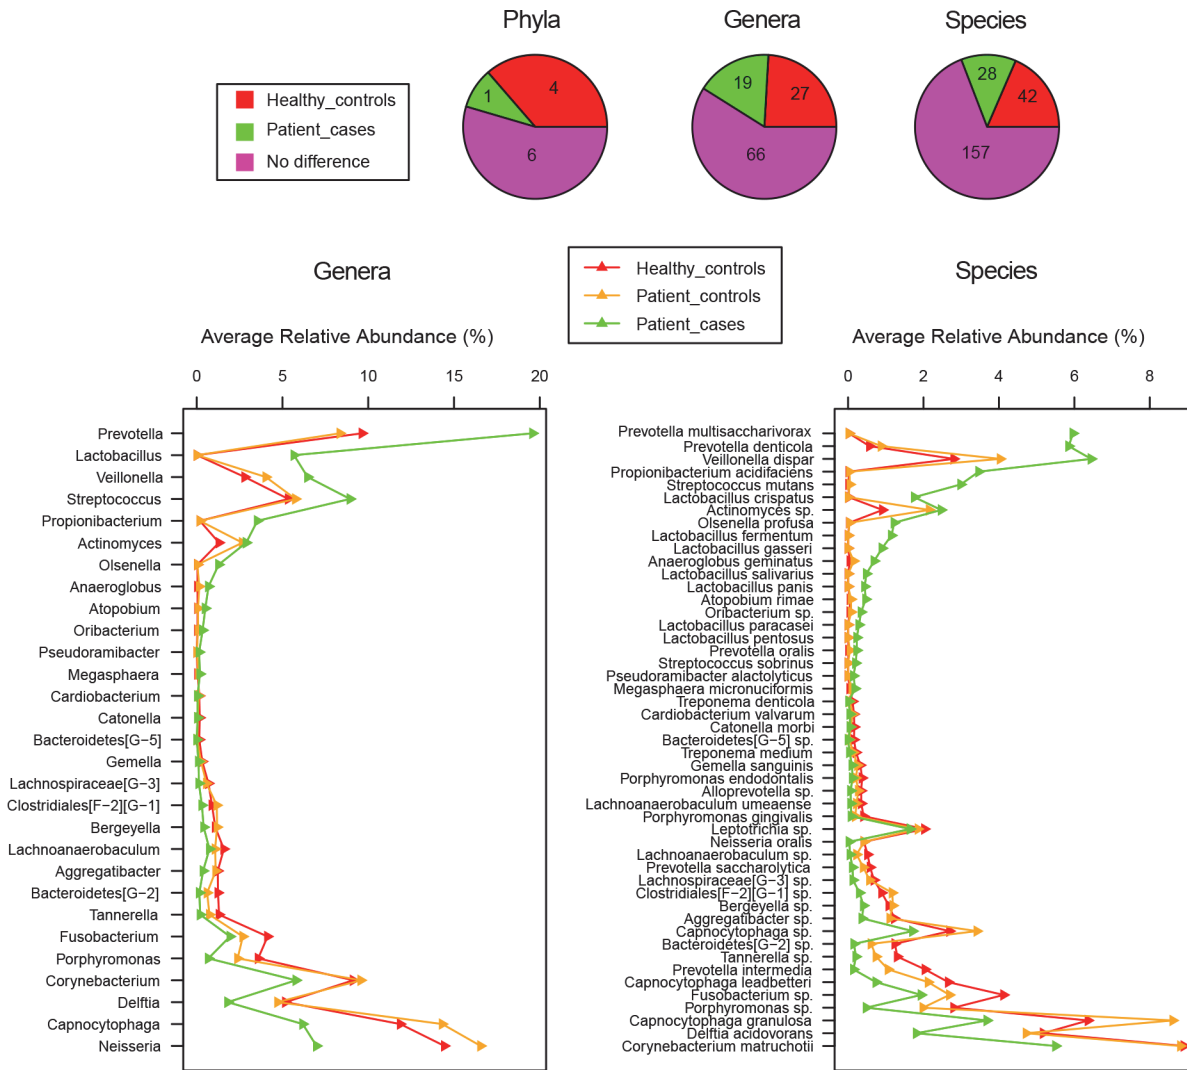 Phyla
Genera
Species
Healthy_controls
Patient_cases
No difference
4
1
6
19
27
66
28
42
157
Genera
Healthy_controls
Patient_controls
Patient_cases
Species
Average Relative Abundance (%)
0 5 10 15 20
Prevotella
Lactobacillus
Veillonella
Streptococcus
Propionibacterium
Actinomyces
Olsenella
Anaeroglobus
Atopobium
Oribacterium
Pseudoramibacter
Megasphaera
Cardiobacterium
Catonella
Bacteroidetes[G−5]
Gemella
Lachnospiraceae[G−3]
Clostridiales[F−2][G−1]
Bergeyella
Lachnoanaerobaculum
Aggregatibacter
Bacteroidetes[G−2]
Tannerella
Fusobacterium
Porphyromonas
Corynebacterium
Delftia
Capnocytophaga
Neisseria
Average Relative Abundance (%)
0 2 4 6 8
Prevotella multisaccharivorax
Prevotella denticola
Veillonella dispar
Propionibacterium acidifaciens
Streptococcus mutans
Lactobacillus crispatus
Actinomyces sp.
Olsenella profusa
Lactobacillus fermentum
Lactobacillus gasseri
Anaeroglobus geminatus
Lactobacillus salivarius
Lactobacillus panis
Atopobium rimae
Oribacterium sp.
Lactobacillus paracasei
Lactobacillus pentosus
Prevotella oralis
Streptococcus sobrinus
Pseudoramibacter alactolyticus
Megasphaera micronuciformis
Treponema denticola
Cardiobacterium valvarum
Catonella morbi
Bacteroidetes[G−5] sp.
Treponema medium
Gemella sanguinis
Porphyromonas endodontalis
Alloprevotella sp.
Lachnoanaerobaculum umeaense
Porphyromonas gingivalis
Leptotrichia sp.
Neisseria oralis
Lachnoanaerobaculum sp.
Prevotella saccharolytica
Lachnospiraceae[G−3] sp.
Clostridiales[F−2][G−1] sp.
Bergeyella sp.
Aggregatibacter sp.
Capnocytophaga sp.
Bacteroidetes[G−2] sp.
Tannerella sp.
Prevotella intermedia
Capnocytophaga leadbetteri
Fusobacterium sp.
Porphyromonas sp.
Capnocytophaga granulosa
Delftia acidovorans
Corynebacterium matruchotii